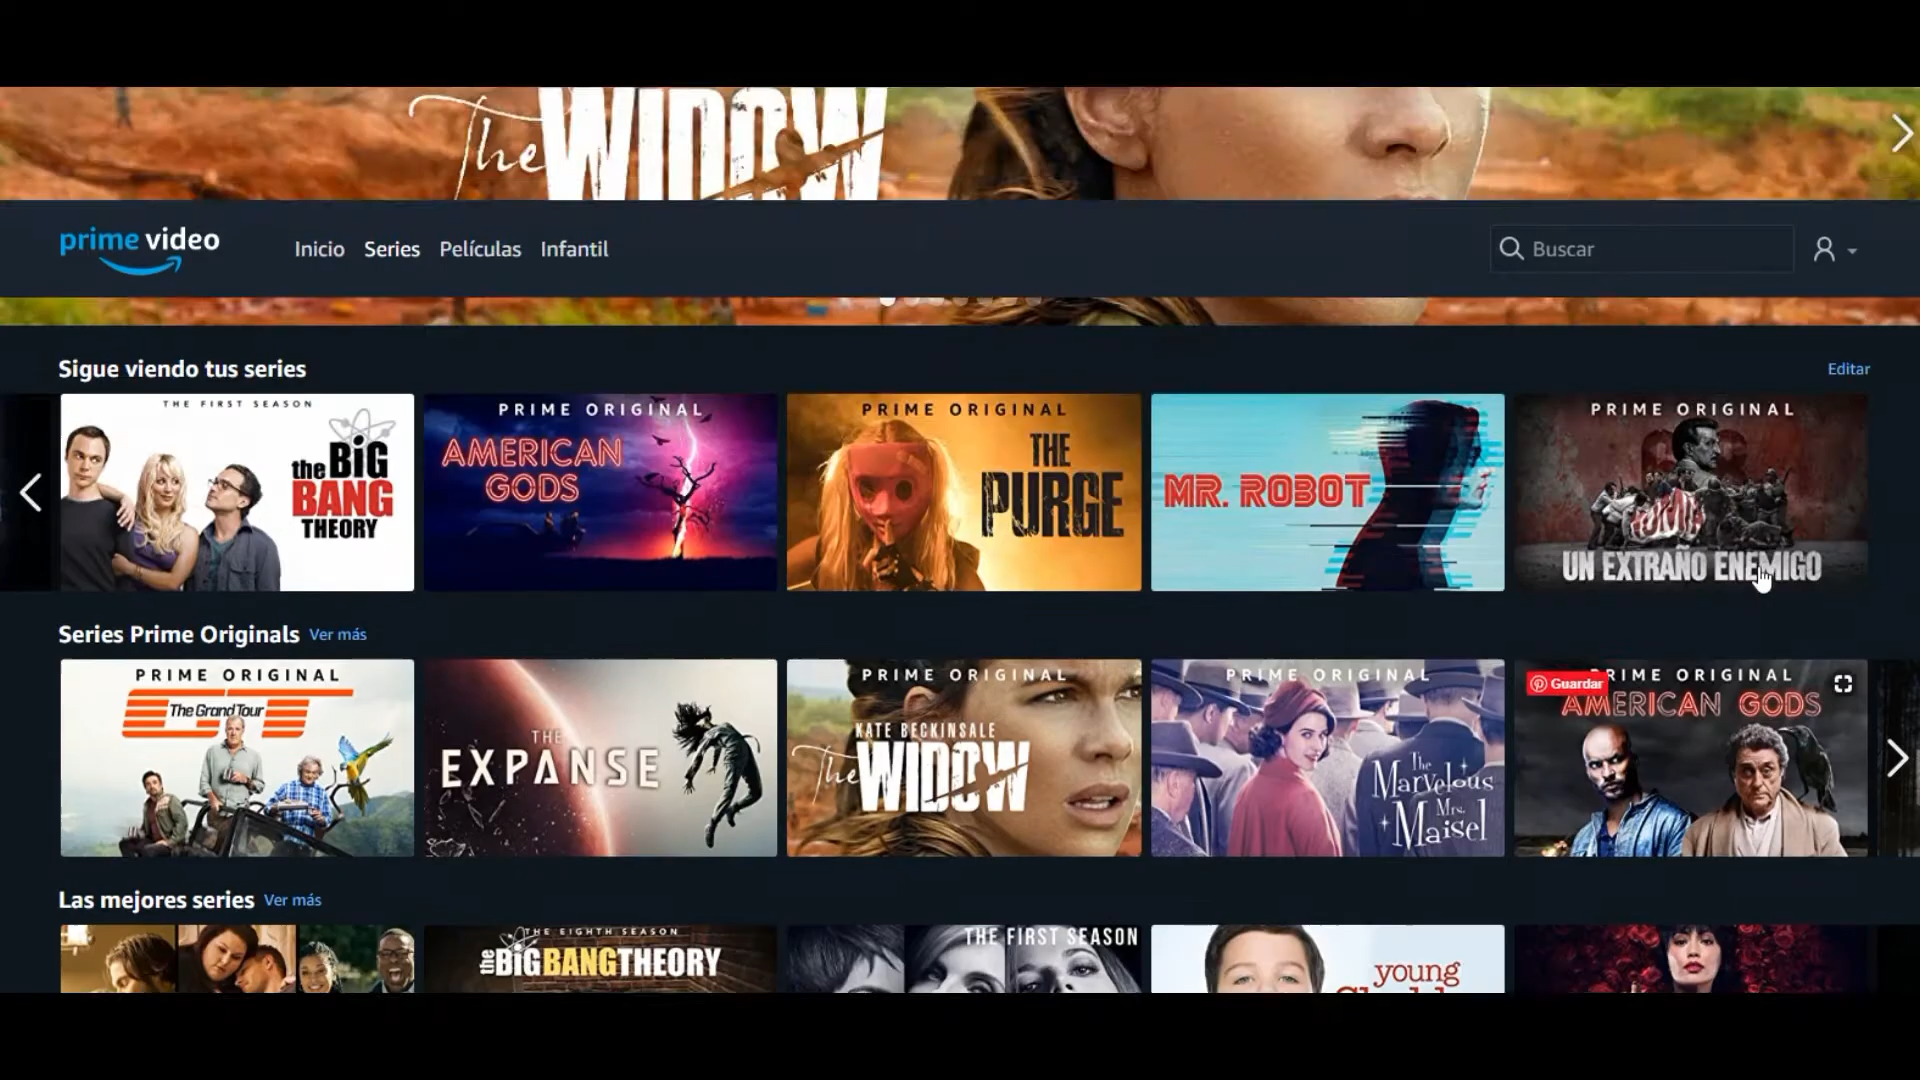 The WIDOW
prime video
Inicio Series Películas Infantil
Buscar
Sigue viendo tus series
Editar
THE FIRST SEASON
the BIG
BANG
THEORY
PRIME ORIGINAL
AMERICAN
GODS
PRIME ORIGINAL
THE
PURGE
MR. ROBOT
PRIME ORIGINAL
UN EXTRAÑO ENEMIGO
Series Prime Originals Ver más
PRIME ORIGINAL
GT
The Grand Tour
THE
EXPANSE
PRIME ORIGINAL
KATE BECKINSALE
The WIDOW
PRIME ORIGINAL
The
Marvelous
Mrs.
Maisel
Guardar
PRIME ORIGINAL
AMERICAN GODS
Las mejores series Ver más
THE EIGHTH SEASON
the BIG BANG THEORY
THE FIRST SEASON
young